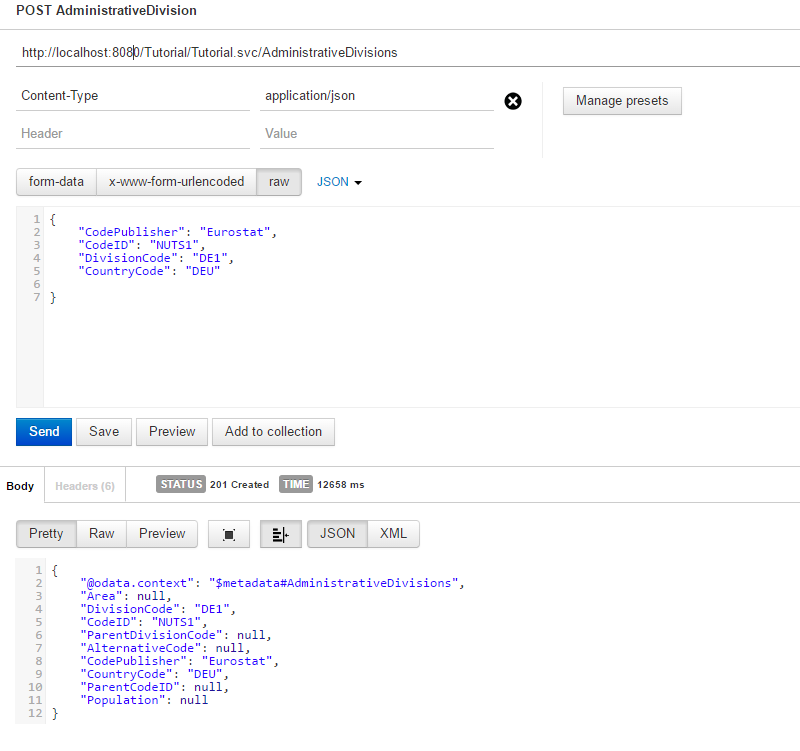 POST AdministrativeDivision
http://localhost:8080/Tutorial/Tutorial.svc/AdministrativeDivisions
Content-Type application/json
Manage presets
Header Value
form-data x-www-form-urlencoded raw JSON
1 {
2 "CodePublisher": "Eurostat",
3 "CodeID": "NUTS1",
4 "DivisionCode": "DE1",
5 "CountryCode": "DEU"
6
7 }
Send Save Preview Add to collection
Body Headers (6) STATUS 201 Created TIME 12658 ms
Pretty Raw Preview JSON XML
1 {
2 "@odata.context": "$metadata#AdministrativeDivisions",
3 "Area": null,
4 "DivisionCode": "DE1",
5 "CodeID": "NUTS1",
6 "ParentDivisionCode": null,
7 "AlternativeCode": null,
8 "CodePublisher": "Eurostat",
9 "CountryCode": "DEU",
10 "ParentCodeID": null,
11 "Population": null
12 }